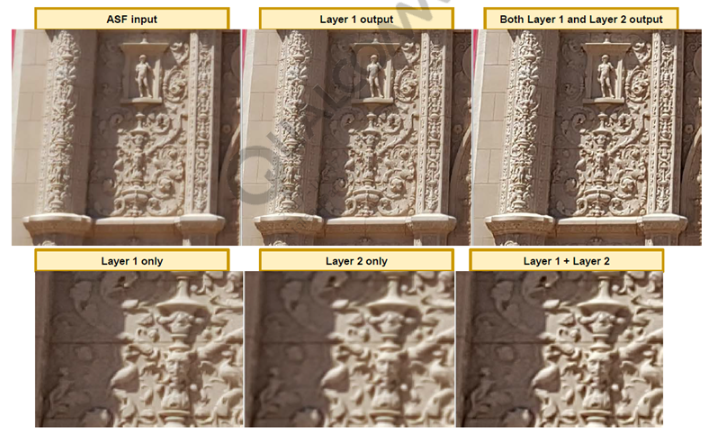 ASF input
Layer 1 output
Both Layer 1 and Layer 2 output
Layer 1 only
Layer 2 only
Layer 1 + Layer 2